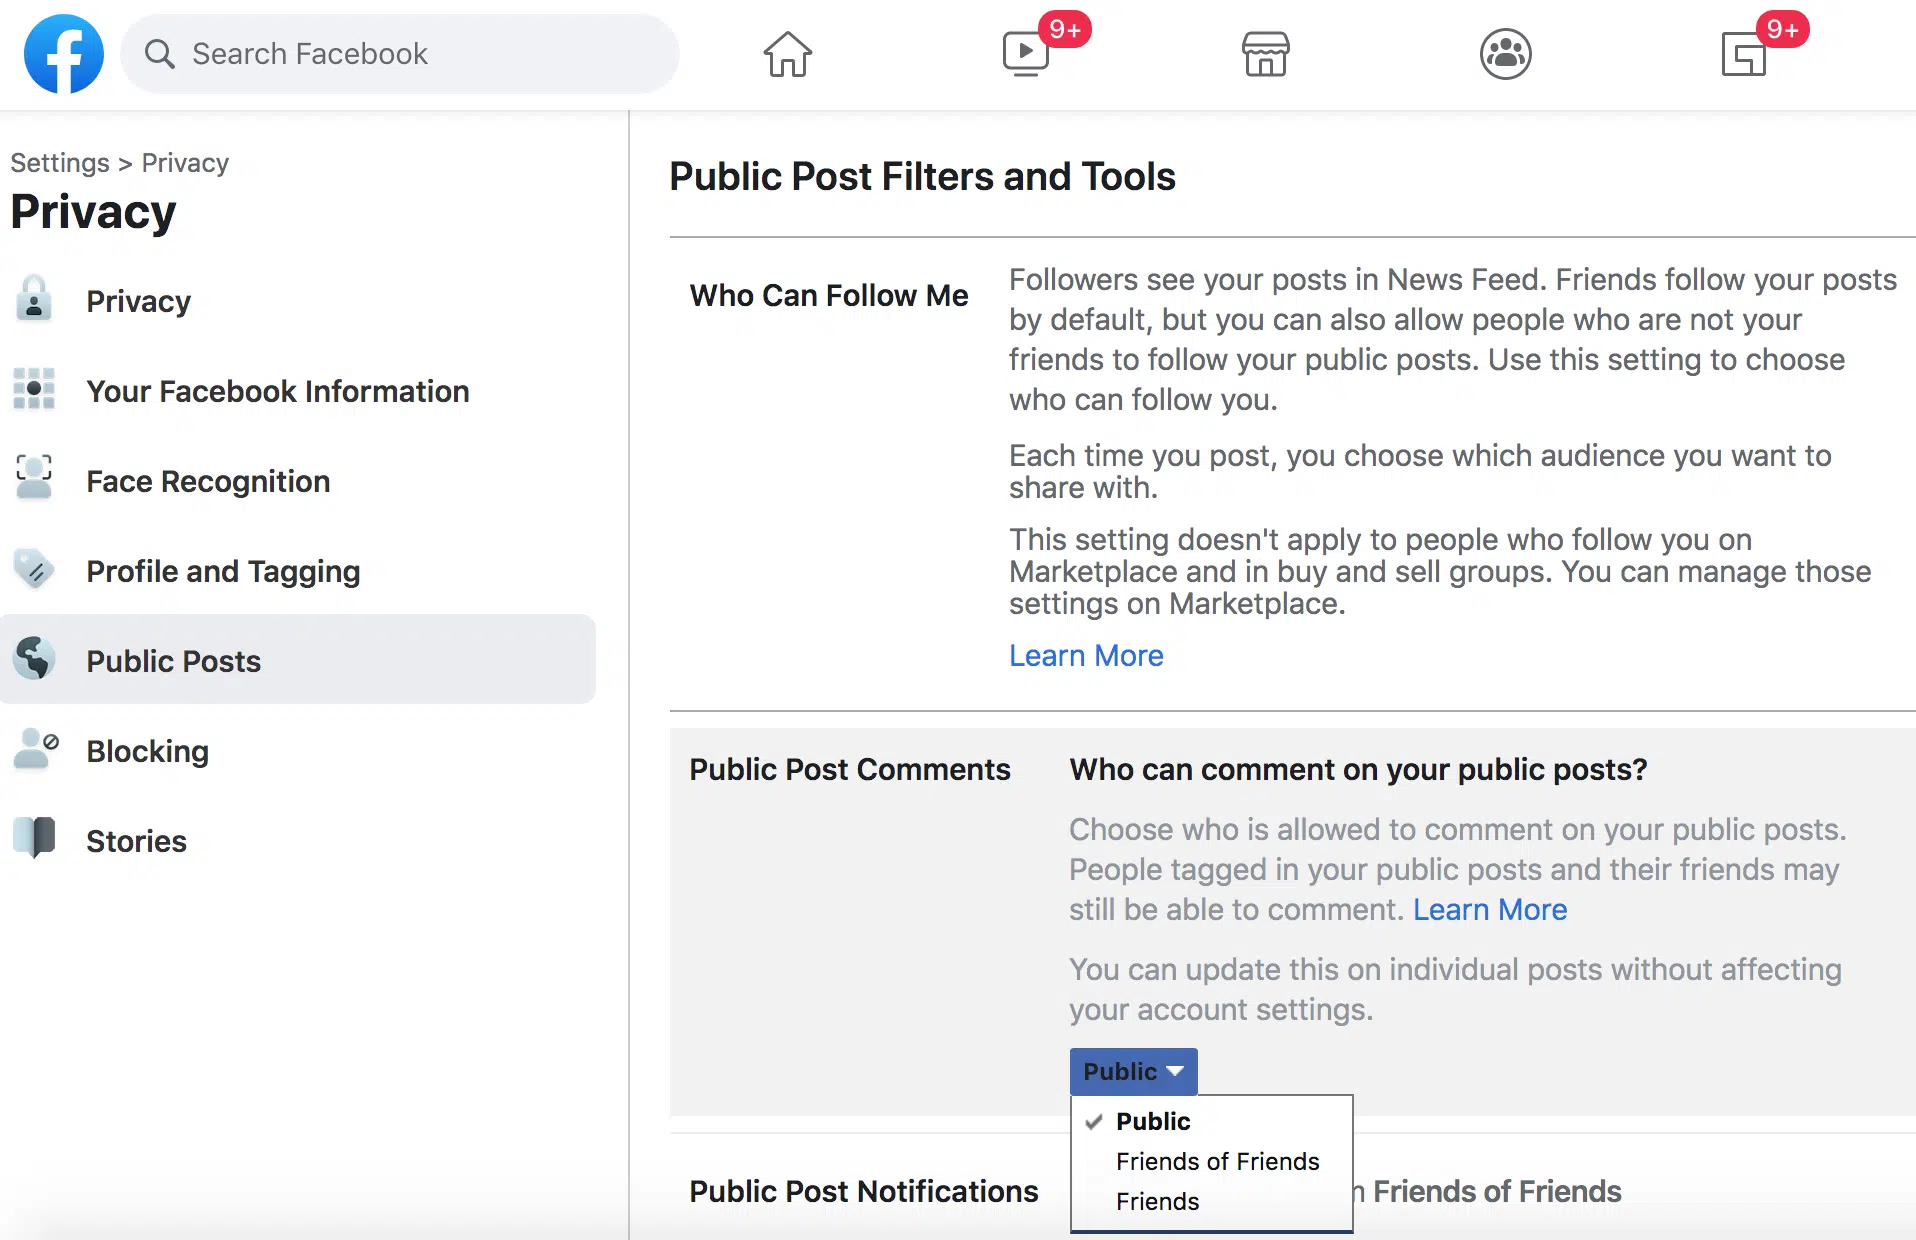 Search Facebook
9+
9+
Settings > Privacy
Privacy
Privacy
Your Facebook Information
Face Recognition
Profile and Tagging
Public Posts
Blocking
Stories
Public Post Filters and Tools
Who Can Follow Me
Followers see your posts in News Feed. Friends follow your posts
by default, but you can also allow people who are not your
friends to follow your public posts. Use this setting to choose
who can follow you.
Each time you post, you choose which audience you want to
share with.
This setting doesn't apply to people who follow you on
Marketplace and in buy and sell groups. You can manage those
settings on Marketplace.
Learn More
Public Post Comments
Who can comment on your public posts?
Choose who is allowed to comment on your public posts.
People tagged in your public posts and their friends may
still be able to comment. Learn More
You can update this on individual posts without affecting
your account settings.
Public
Public
Friends of Friends
Friends
Public Post Notifications
Friends of Friends